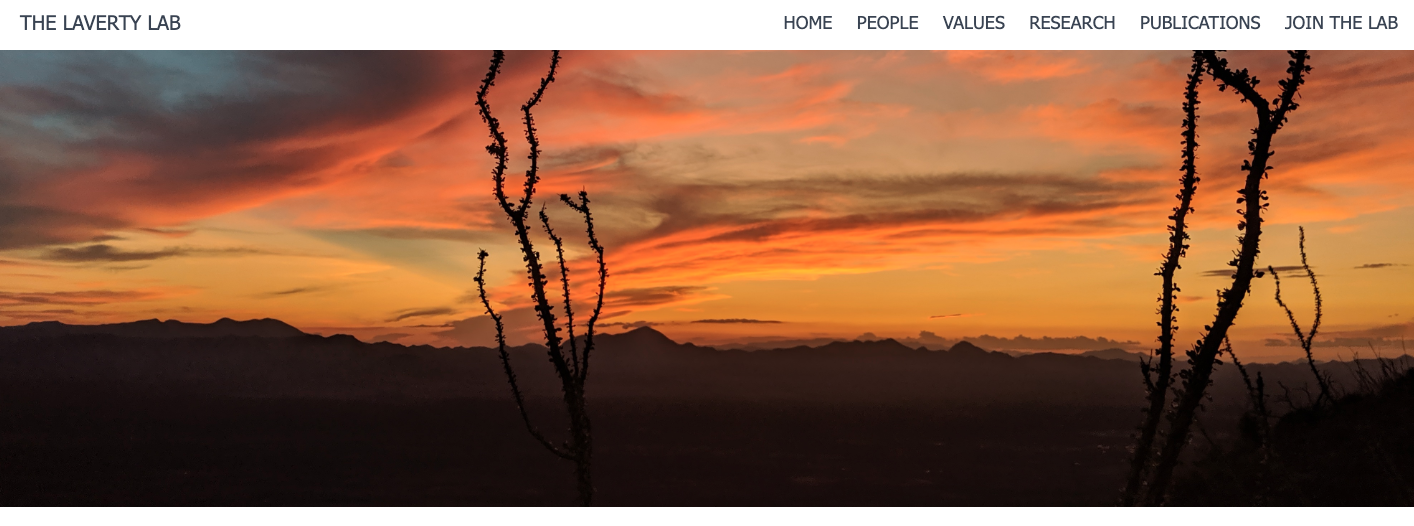 THE LAVERTY LAB
HOME PEOPLE VALUES RESEARCH PUBLICATIONS JOIN THE LAB